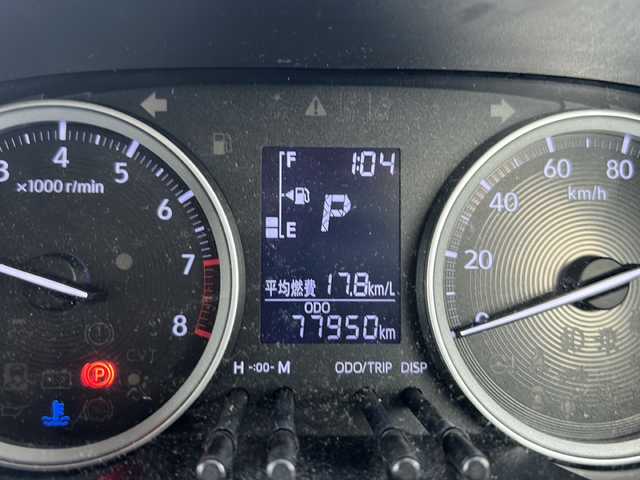 3 4 5 6 7 8
×1000 r/min
F 1:04
P
E
平均燃費 17.8km/L
ODO
77950km
H -:00- M ODO/TRIP DISP
0 20 40 60 80
km/h
P